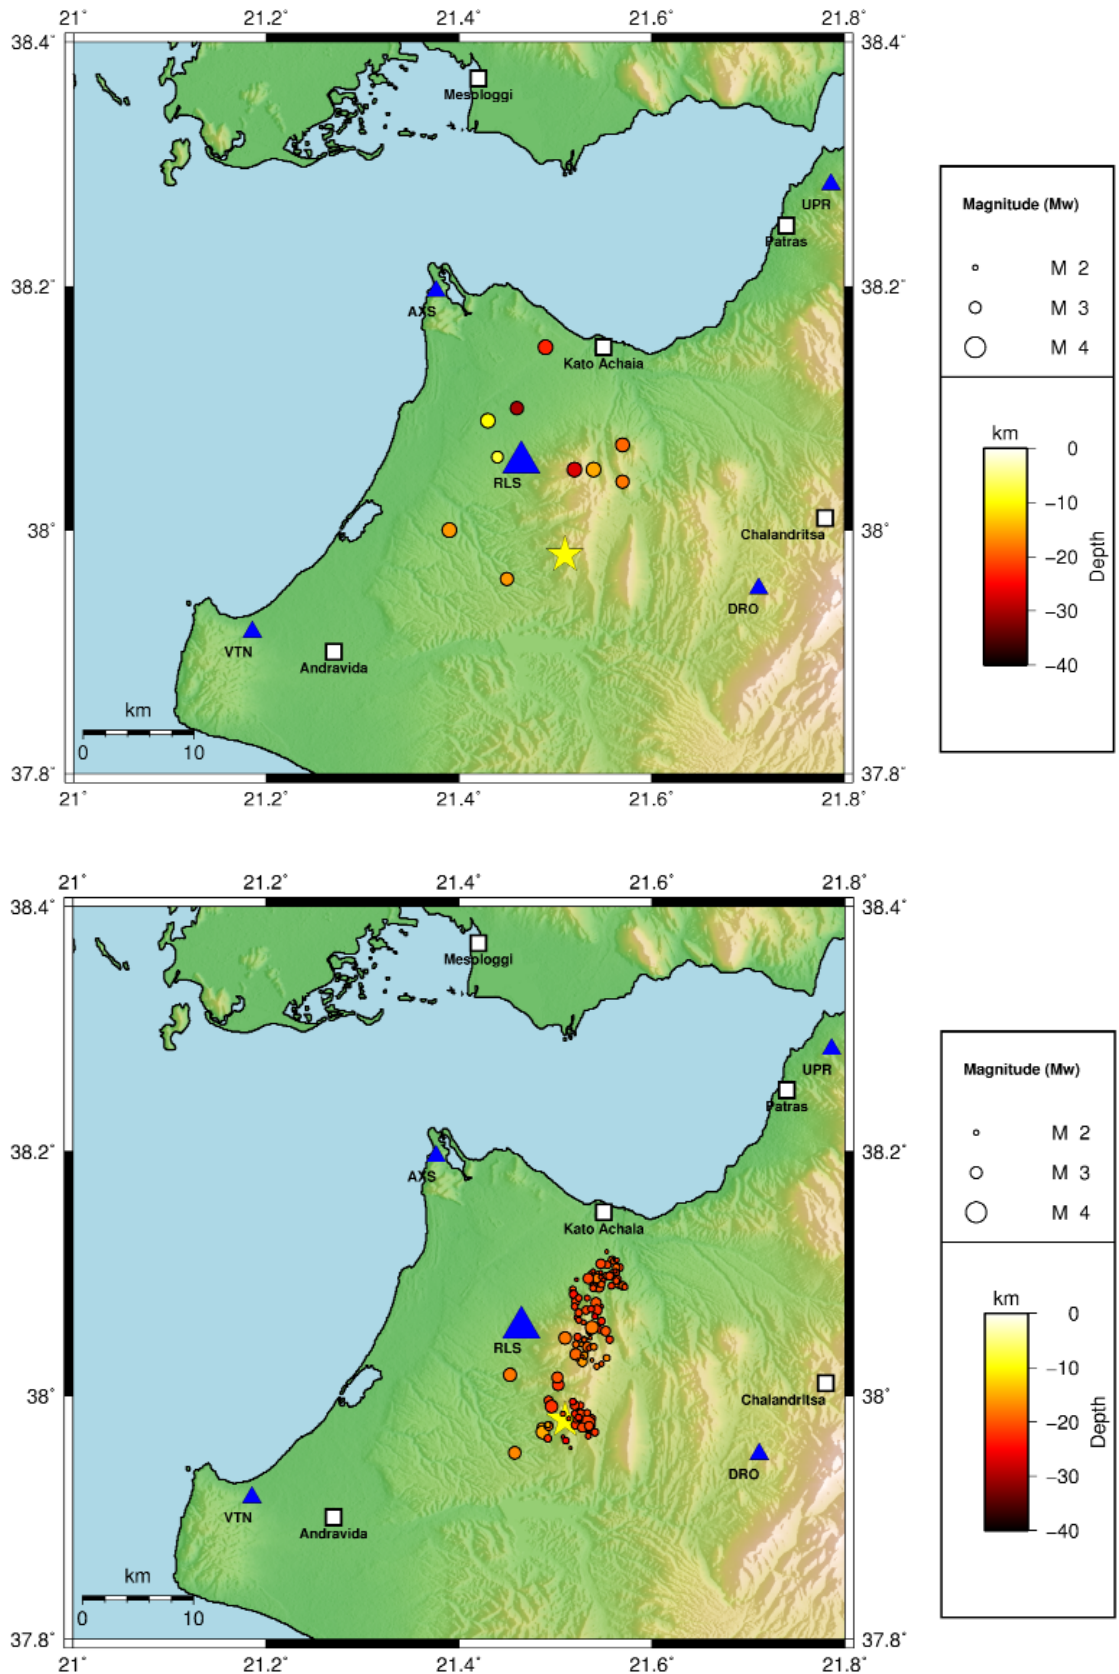 21˚ 21.2˚ 21.4˚ 21.6˚ 21.8˚
38.4˚ 38.4˚
Mesologgi
UPR
Patras
Magnitude (Mw)
M 2
M 3
M 4
38.2˚ 38.2˚
AXS
Kato Achaia
RLS
km
0
-10
-20
-30
-40
Depth
38˚ 38˚
Chalandritsa
DRO
VTN
Andravida
km
0 10
37.8˚ 37.8˚
21˚ 21.2˚ 21.4˚ 21.6˚ 21.8˚
21˚ 21.2˚ 21.4˚ 21.6˚ 21.8˚
38.4˚ 38.4˚
Mesologgi
UPR
Patras
Magnitude (Mw)
M 2
M 3
M 4
38.2˚ 38.2˚
AXS
Kato Achaia
RLS
km
0
-10
-20
-30
-40
Depth
38˚ 38˚
Chalandritsa
DRO
VTN
Andravida
km
0 10
37.8˚ 37.8˚
21˚ 21.2˚ 21.4˚ 21.6˚ 21.8˚